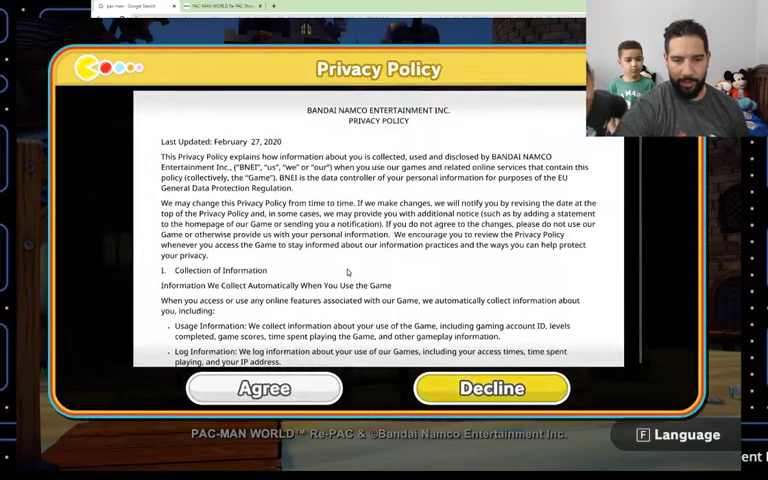 pac man - Google Search
PAC-MAN WORLD Re-PAC
Privacy Policy
BANDAI NAMCO ENTERTAINMENT INC.
PRIVACY POLICY
Last Updated: February 27, 2020
This Privacy Policy explains how information about you is collected, used and disclosed by BANDAI NAMCO
Entertainment Inc., ("BNEI", "us", "we" or "our") when you use our games and related online services that contain this
policy (collectively, the "Game"). BNEI is the data controller of your personal information for purposes of the EU
General Data Protection Regulation.
We may change this Privacy Policy from time to time. If we make changes, we will notify you by revising the date at the
top of the Privacy Policy and, in some cases, we may provide you with additional notice (such as by adding a statement
to the homepage of our Game or sending you a notification). If you do not agree to the changes, please do not use our
Game or otherwise provide us with your personal information. We encourage you to review the Privacy Policy
whenever you access the Game to stay informed about our information practices and the ways you can help protect
your privacy.
I. Collection of Information
Information We Collect Automatically When You Use the Game
When you access or use any online features associated with our Game, we automatically collect information about
you, including:
• Usage Information: We collect information about your use of the Game, including gaming account ID, levels
completed, game scores, time spent playing the Game, and other gameplay information.
• Log Information: We log information about your use of our Games, including your access times, time spent
playing, and your IP address.
Agree
Decline
PAC-MAN WORLD™ Re-PAC & ©Bandai Namco Entertainment Inc.
F Language